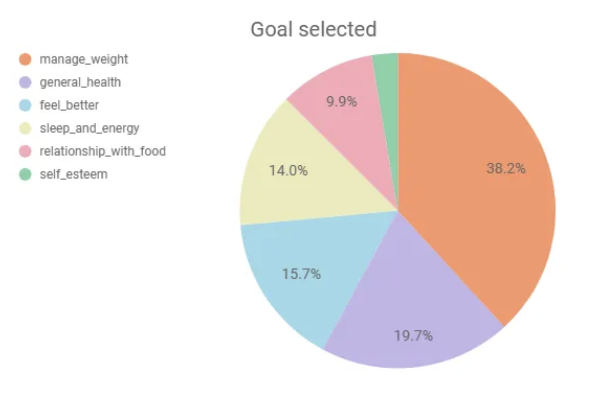 Goal selected
manage_weight
general_health
feel_better
sleep_and_energy
relationship_with_food
self_esteem
9.9%
38.2%
14.0%
15.7%
19.7%